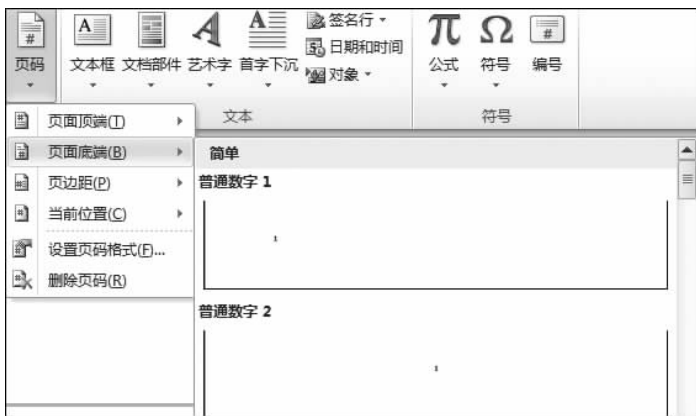 签名行
日期和时间
对象
页码 文本框 文档部件 艺术字 首字下沉 公式 符号 编号
文本 符号
页面顶端(T)
页面底端(B)
页边距(P)
当前位置(C)
设置页码格式(F)...
删除页码(R)
简单
普通数字 1
1
普通数字 2
1